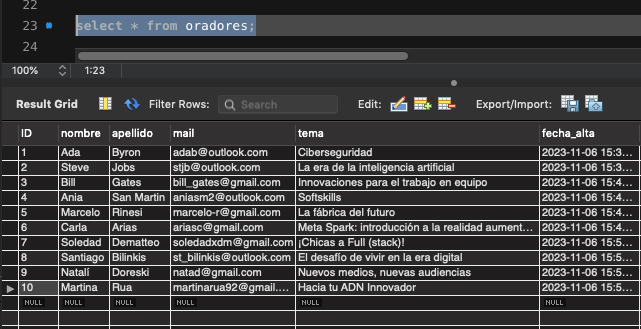 22
23 select * from oradores;
24
100% 1:23
Result Grid Filter Rows: Search Edit: Export/Import:
ID nombre apellido mail tema fecha_alta
1 Ada Byron adab@outlook.com Ciberseguridad 2023-11-06 15:3...
2 Steve Jobs stjb@outlook.com La era de la inteligencia artificial 2023-11-06 15:3...
3 Bill Gates bill_gates@gmail.com Innovaciones para el trabajo en equipo 2023-11-06 15:4...
4 Ania San Martin aniasm2@outlook.com Softskills 2023-11-06 15:4...
5 Marcelo Rinesi marcelo-r@gmail.com La fábrica del futuro 2023-11-06 15:4...
6 Carla Arias ariasc@gmail.com Meta Spark: introducción a la realidad aument... 2023-11-06 15:4...
7 Soledad Dematteo soledadxdm@gmail.com ¡Chicas a Full (stack)! 2023-11-06 15:5...
8 Santiago Bilinkis st_bilinkis@outlook.com El desafío de vivir en la era digital 2023-11-06 15:5...
9 Natalí Doreski natad@gmail.com Nuevos medios, nuevas audiencias 2023-11-06 15:5...
10 Martina Rua martinarua92@gmail.... Hacia tu ADN Innovador 2023-11-06 15:5...
NULL NULL NULL NULL NULL NULL